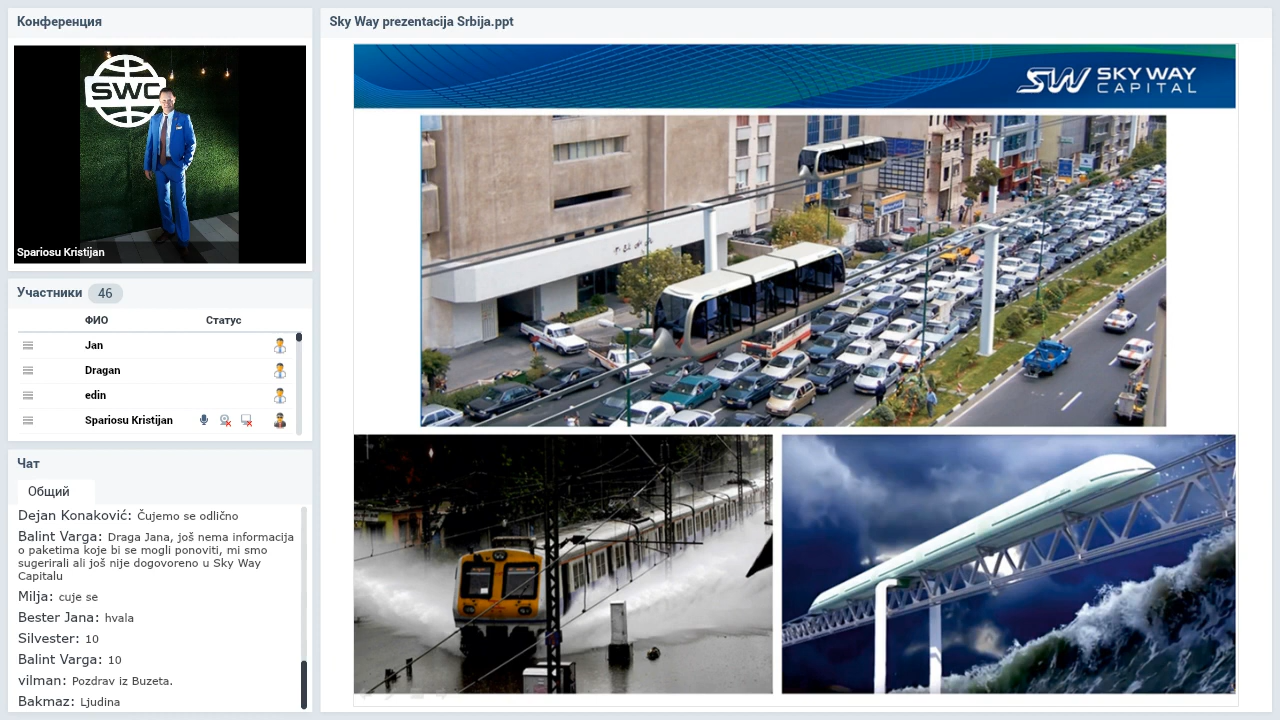 Конференция
SWC
Spariosu Kristijan
Участники 46
ФИО Статус
Jan
Dragan
edin
Spariosu Kristijan
Чат
Общий
Dejan Konaković: Čujemo se odlično
Balint Varga: Draga Jana, još nema informacija
o paketima koje bi se mogli ponoviti, mi smo
sugerirali ali još nije dogovoreno u Sky Way
Capitalu
Milja: cuje se
Bester Jana: hvala
Silvester: 10
Balint Varga: 10
vilman: Pozdrav iz Buzeta.
Bakmaz: Ljudina
Sky Way prezentacija Srbija.ppt
SW SKY WAY
CAPITAL